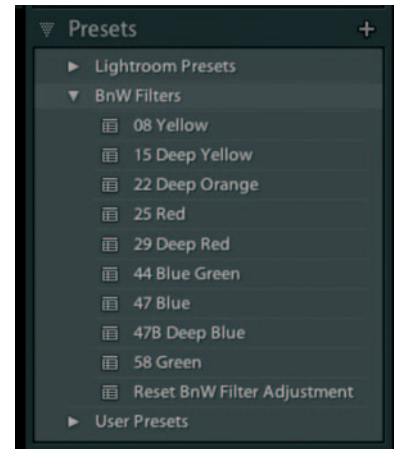 Presets +
Lightroom Presets
BnW Filters
08 Yellow
15 Deep Yellow
22 Deep Orange
25 Red
29 Deep Red
44 Blue Green
47 Blue
47B Deep Blue
58 Green
Reset BnW Filter Adjustment
User Presets